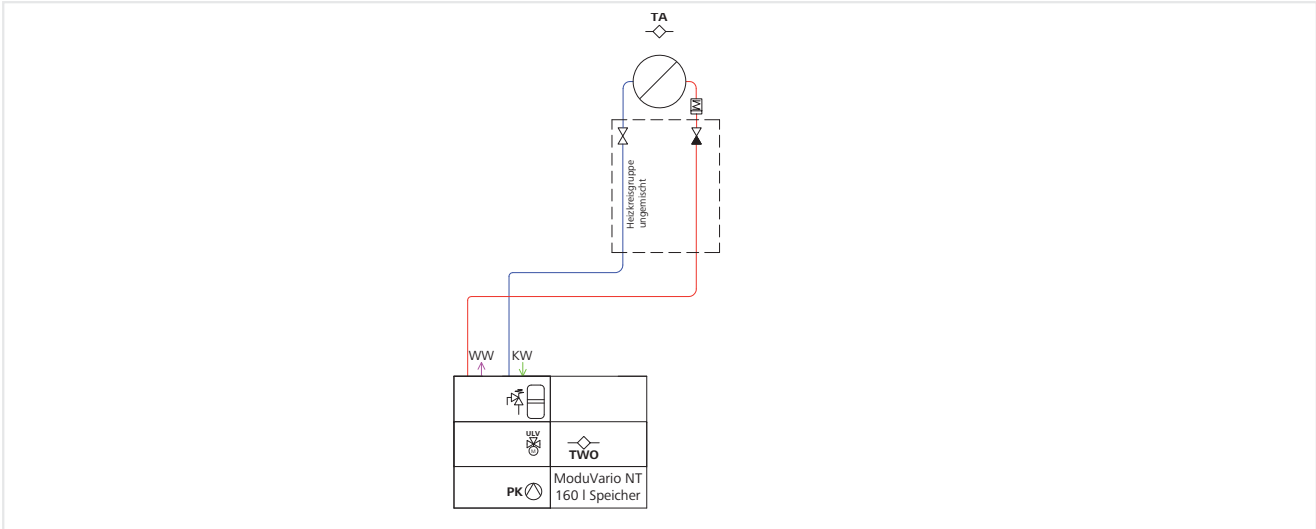 TA
Heizkreisgruppe
ungemischt
WW
KW
ULV
M
TWO
PK
ModuVario NT
160 l Speicher